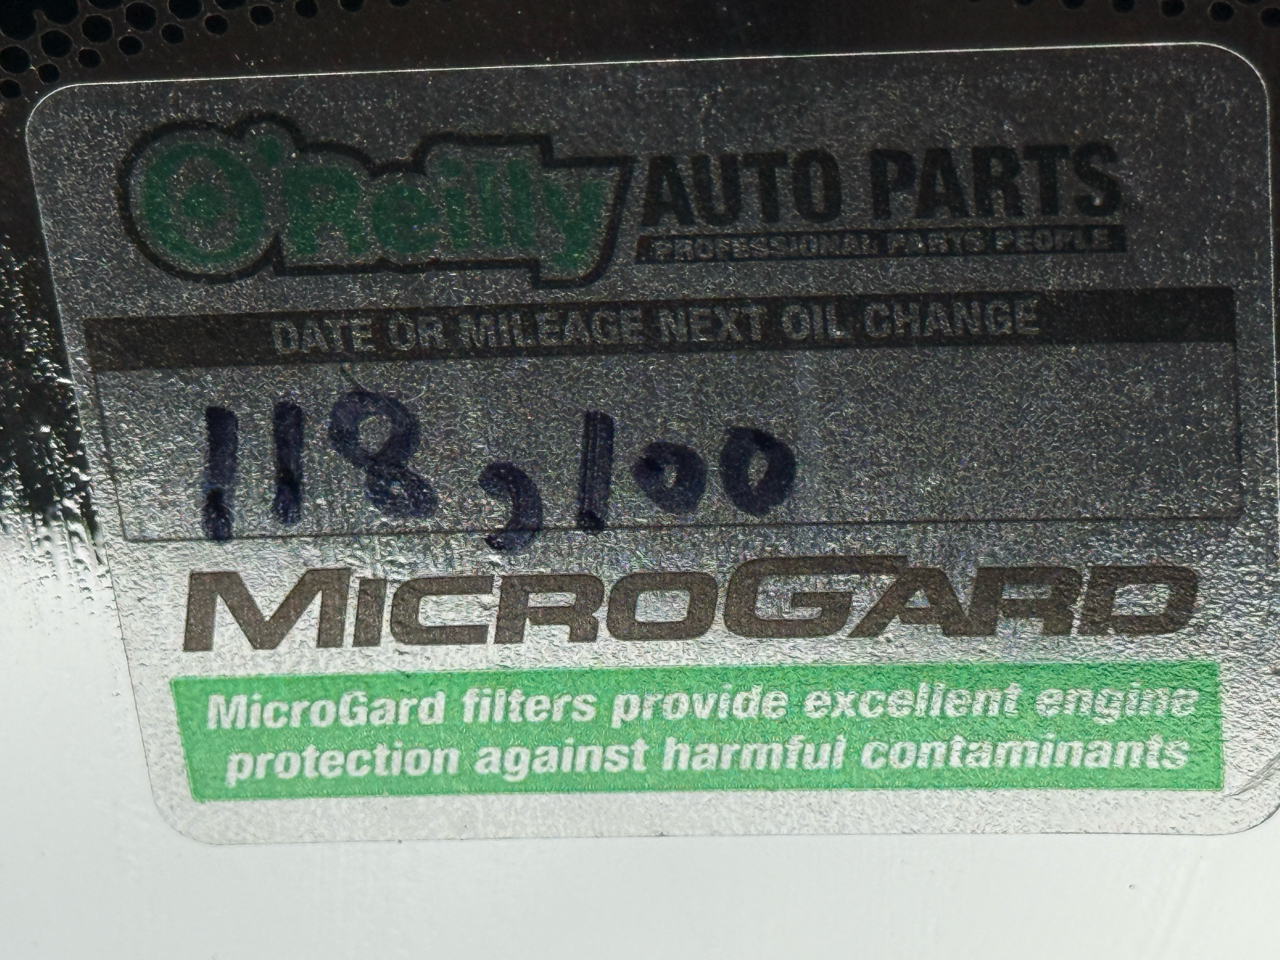 O'Reilly AUTO PARTS
PROFESSIONAL PARTS PEOPLE
DATE OR MILEAGE NEXT OIL CHANGE
118,100
MICROGARD
MicroGard filters provide excellent engine
protection against harmful contaminants